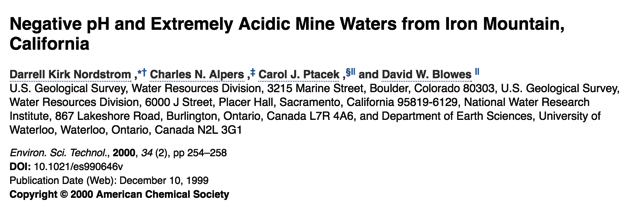 Negative pH and Extremely Acidic Mine Waters from Iron Mountain,
California
Darrell Kirk Nordstrom ,*† Charles N. Alpers ,‡ Carol J. Ptacek ,§ll and David W. Blowes ll
U.S. Geological Survey, Water Resources Division, 3215 Marine Street, Boulder, Colorado 80303, U.S. Geological Survey,
Water Resources Division, 6000 J Street, Placer Hall, Sacramento, California 95819-6129, National Water Research
Institute, 867 Lakeshore Road, Burlington, Ontario, Canada L7R 4A6, and Department of Earth Sciences, University of
Waterloo, Waterloo, Ontario, Canada N2L 3G1
Environ. Sci. Technol., 2000, 34 (2), pp 254–258
DOI: 10.1021/es990646v
Publication Date (Web): December 10, 1999
Copyright © 2000 American Chemical Society